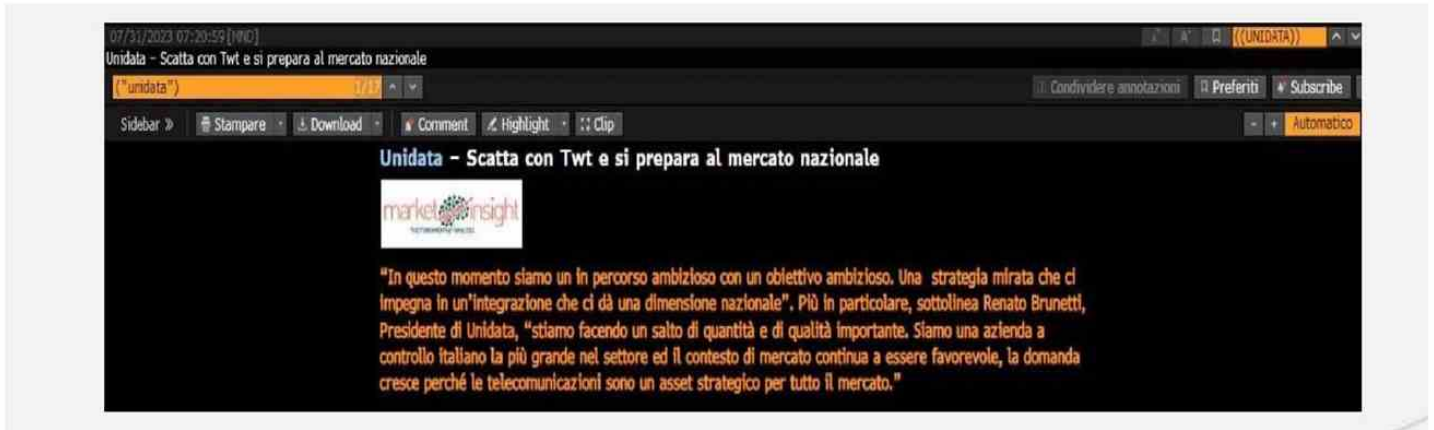 07/31/2023 07:20:59 [MND]
((UNIDATA))
Unidata - Scatta con Twt e si prepara al mercato nazionale
("unidata") 1/17
Condividere annotazioni Preferiti Subscribe
Sidebar » Stampare Download Comment Highlight Clip
- + Automatico
Unidata – Scatta con Twt e si prepara al mercato nazionale
market insight
“In questo momento siamo un in percorso ambizioso con un obiettivo ambizioso. Una strategia mirata che ci
impegna in un’integrazione che ci dà una dimensione nazionale”. Più in particolare, sottolinea Renato Brunetti,
Presidente di Unidata, “stiamo facendo un salto di quantità e di qualità importante. Siamo una azienda a
controllo italiano la più grande nel settore ed il contesto di mercato continua a essere favorevole, la domanda
cresce perché le telecomunicazioni sono un asset strategico per tutto il mercato.”